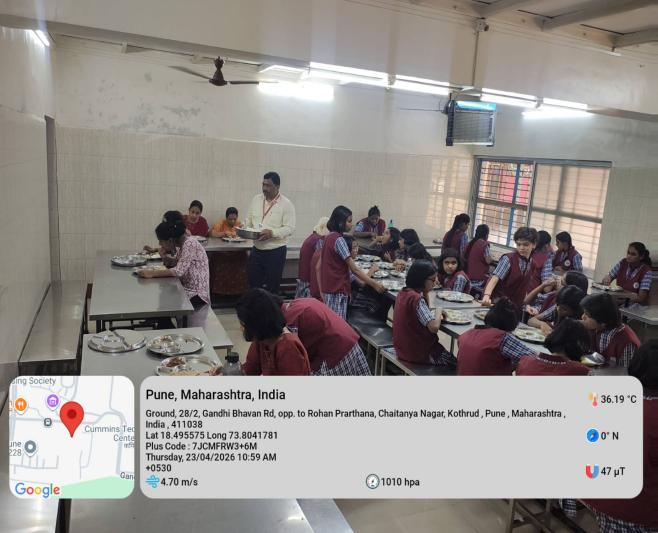 Pune, Maharashtra, India
Ground, 28/2, Gandhi Bhavan Rd, opp. to Rohan Prarthana, Chaitanya Nagar, Kothrud , Pune , Maharashtra ,
India , 411038
Lat 18.495575 Long 73.8041781
Plus Code : 7JCMFRW3+6M
Thursday, 23/04/2026 10:59 AM
+0530
4.70 m/s
1010 hpa
36.19 °C
0° N
47 µT
ing Society
Cummins Tec
Cente
une
228
Gan
Google